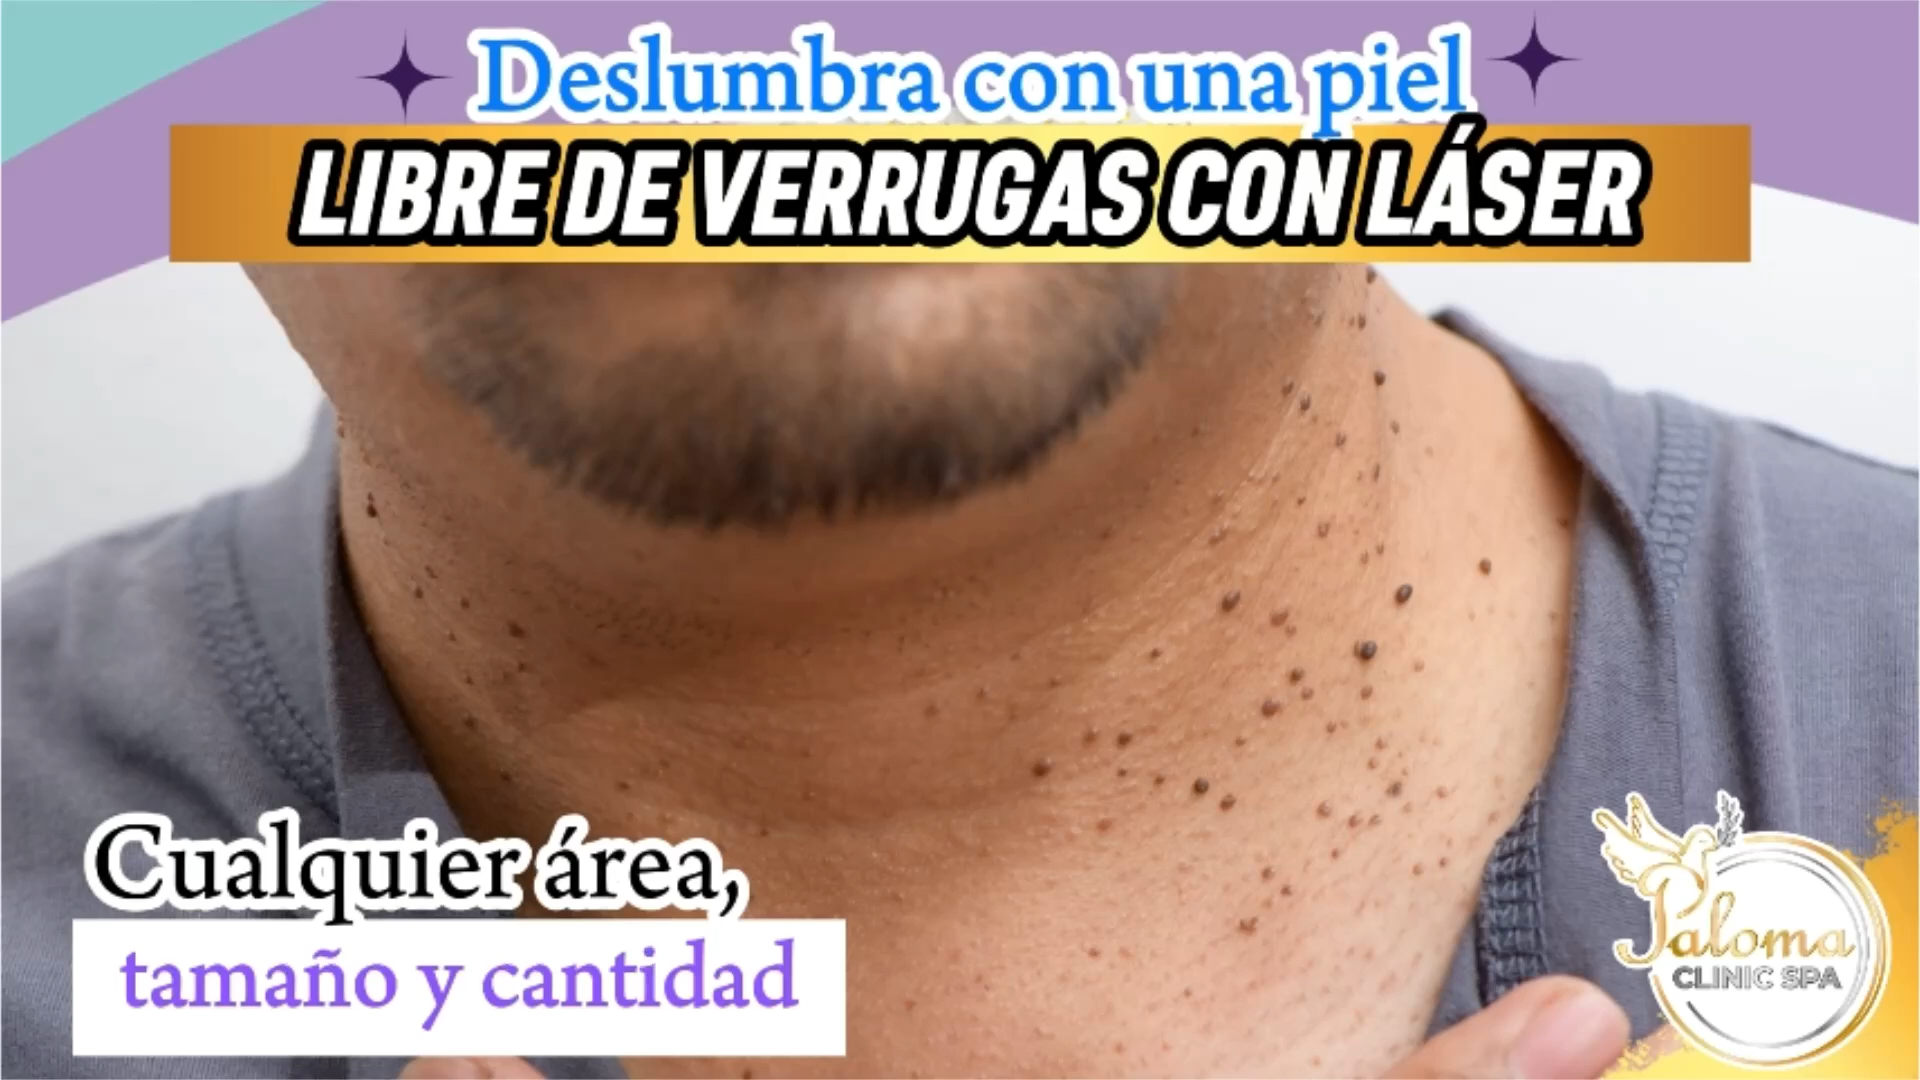 Deslumbra con una piel
LIBRE DE VERRUGAS CON LÁSER
Cualquier área,
tamaño y cantidad
Paloma
CLINIC SPA